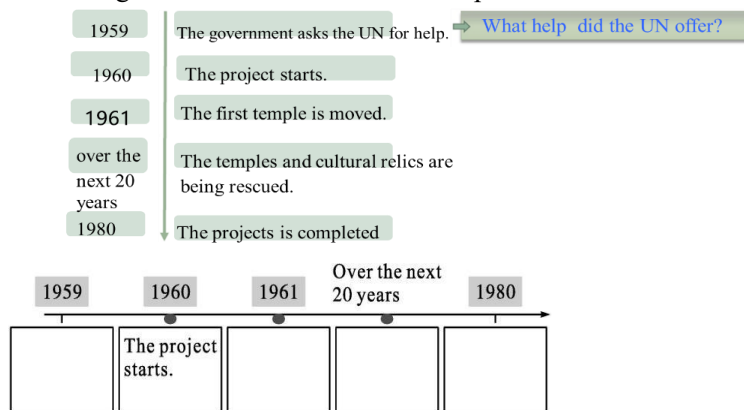 1959 The government asks the UN for help. What help did the UN offer?
1960 The project starts.
1961 The first temple is moved.
over the next 20 years The temples and cultural relics are being rescued.
1980 The projects is completed
Over the next
1959 1960 1961 20 years 1980
The project
starts.